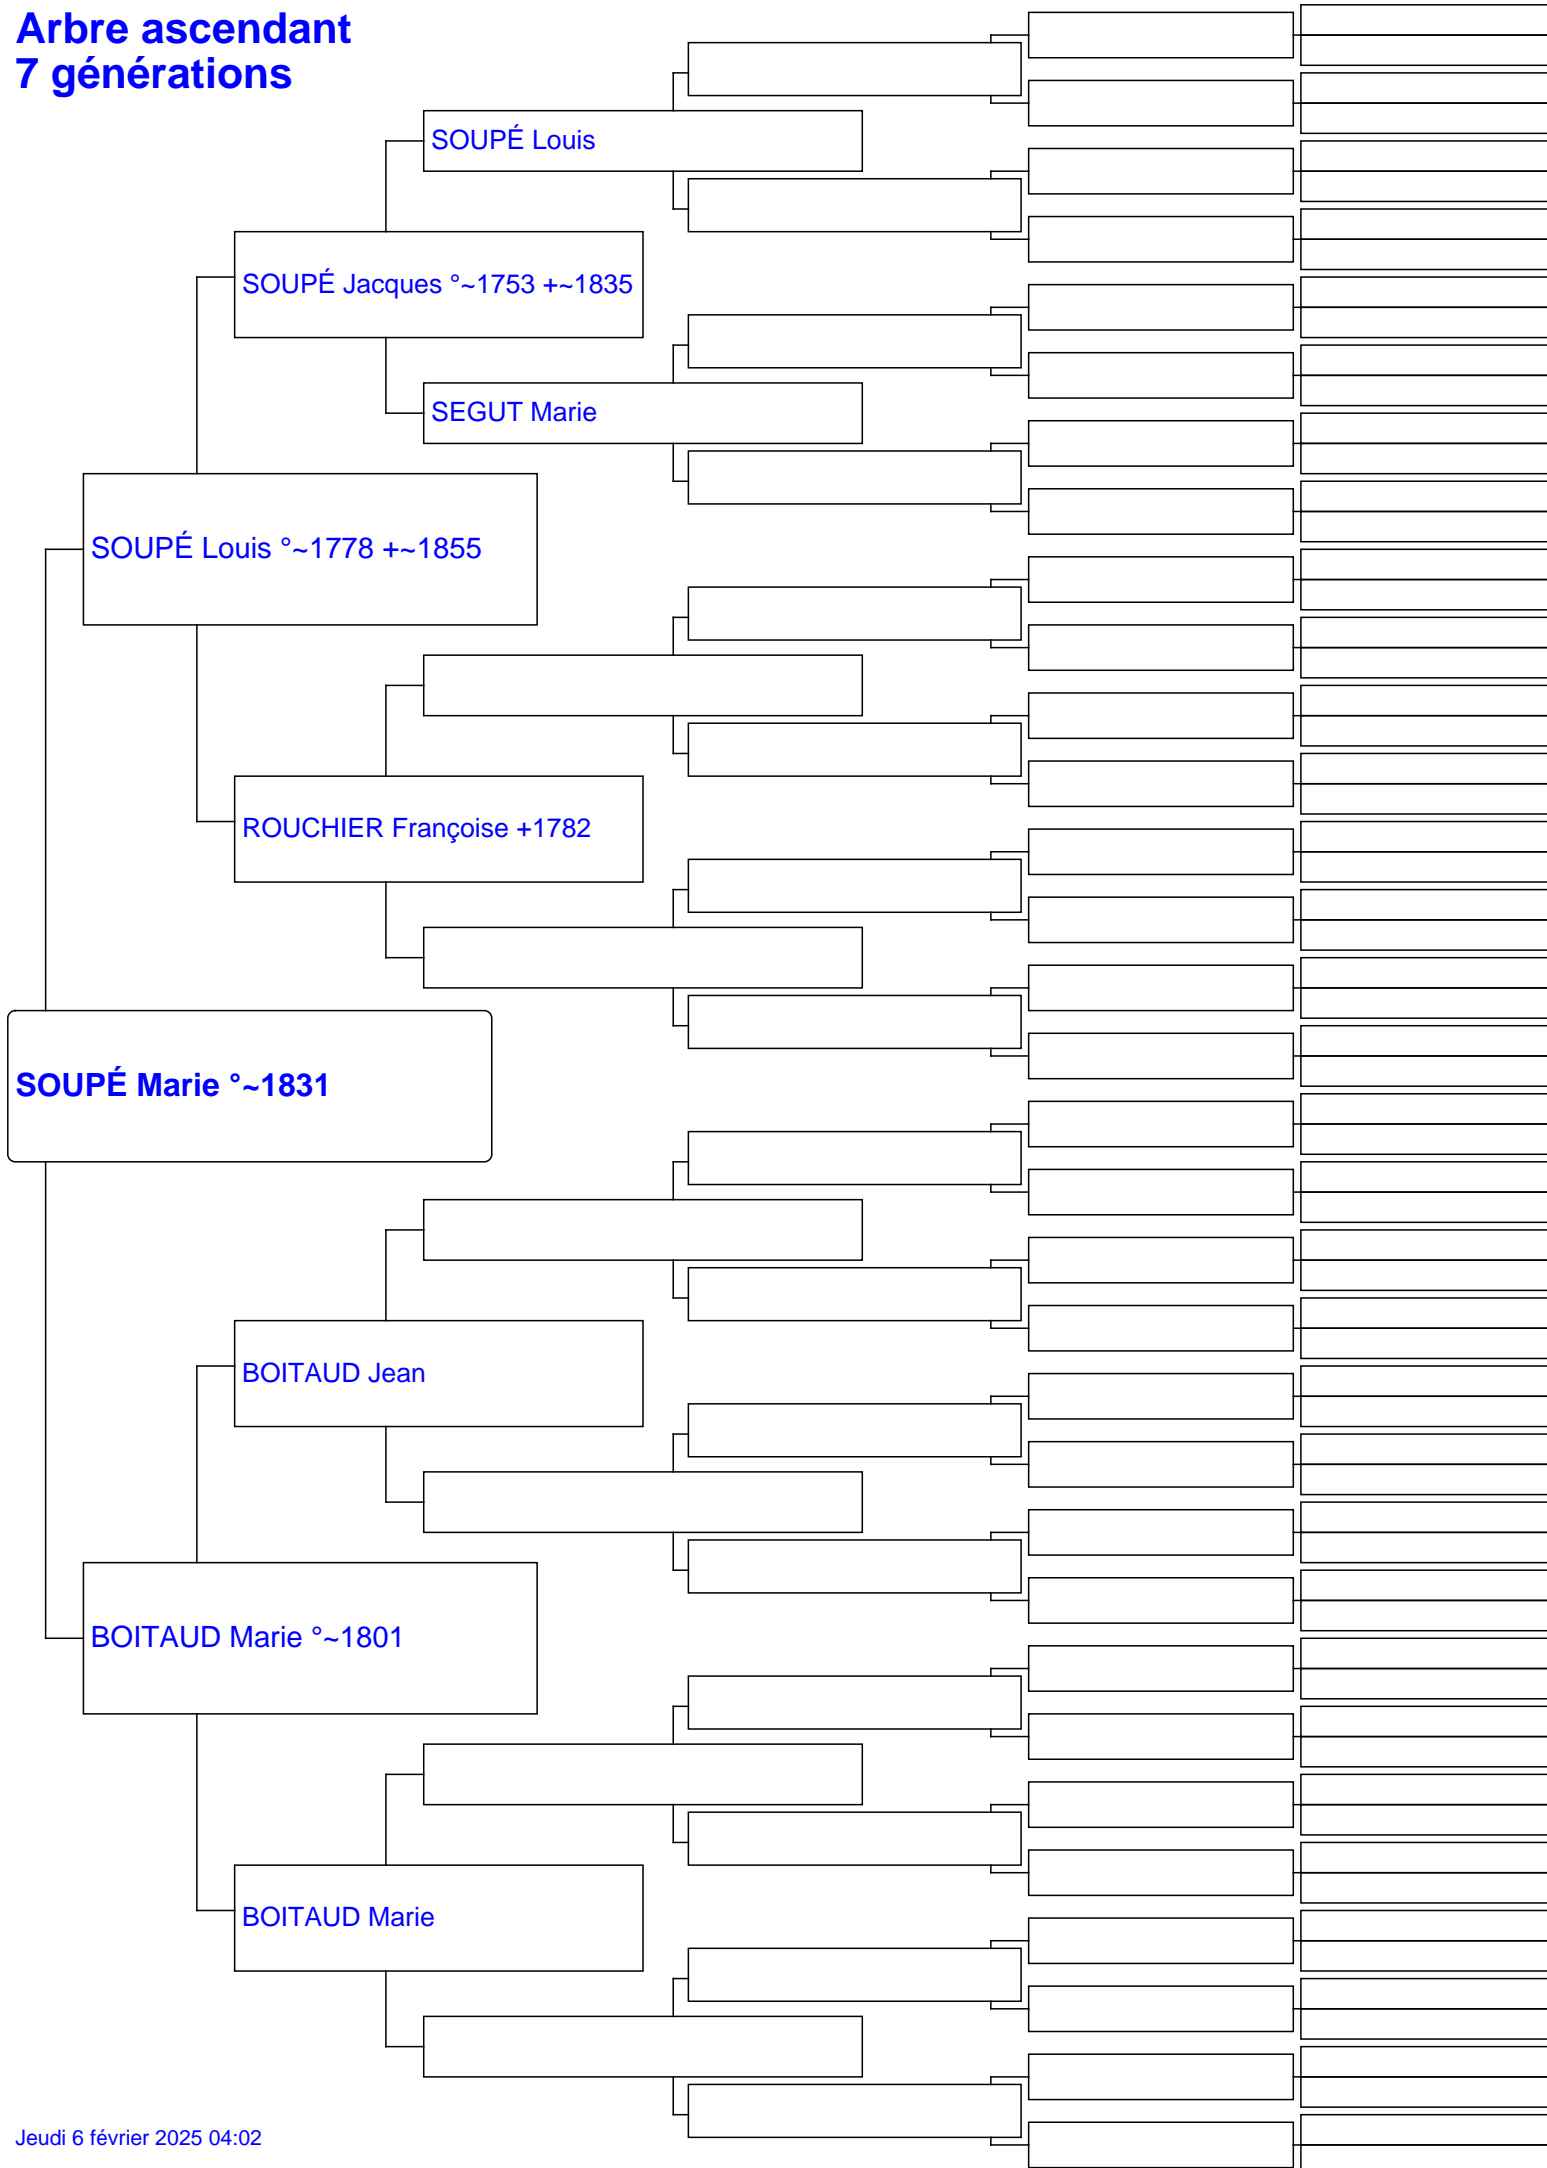 Arbre ascendant
7 générations
SOUPÉ Louis
SOUPÉ Jacques °~1753 +~1835
SEGUT Marie
SOUPÉ Louis °~1778 +~1855
ROUCHIER Françoise +1782
SOUPÉ Marie °~1831
BOITAUD Jean
BOITAUD Marie °~1801
BOITAUD Marie
Jeudi 6 février 2025 04:02